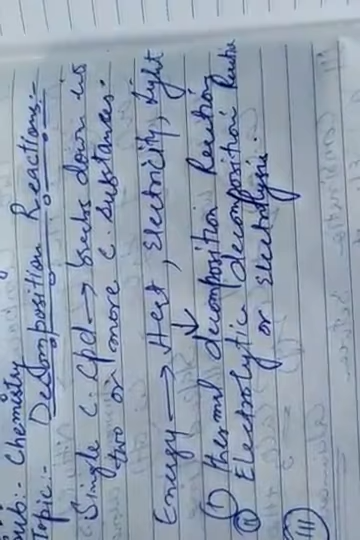 Sub:- Chemistry
Topic:- Decomposition Reactions:-
Single C. Cpd → breaks down into
two or more C. Substances.
Energy → Heat, Electricity, Light
(i) Thermal decomposition Reaction
(ii) Electrolytic decomposition Reaction
or Electrolysis.
(iii)